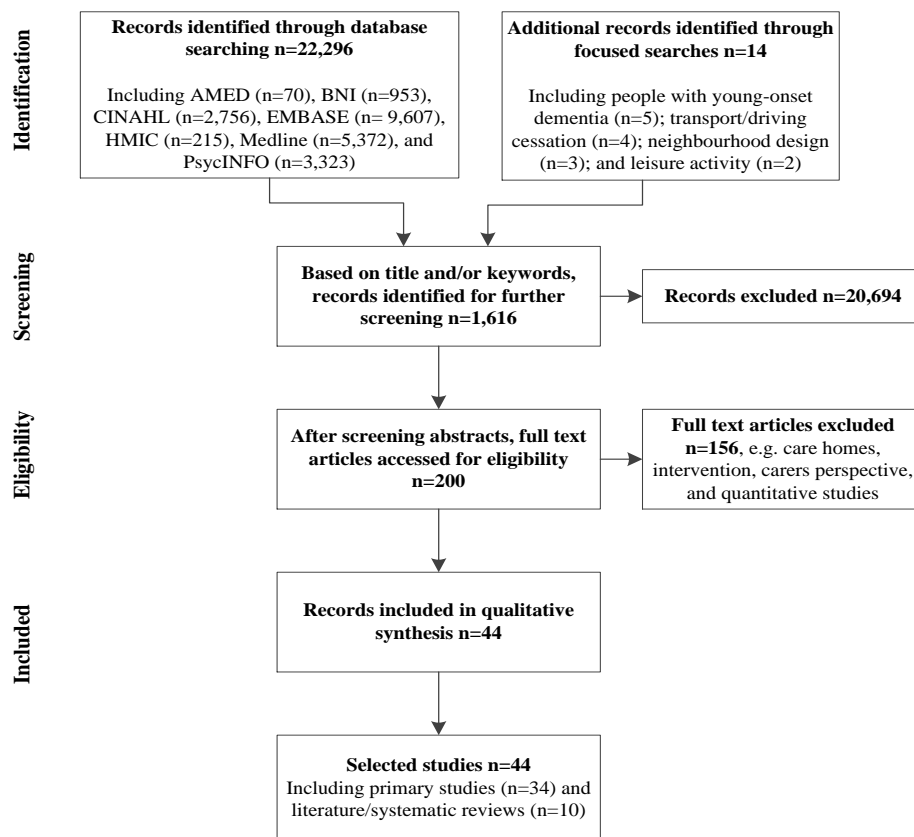 Identification
Records identified through database
searching n=22,296
Including AMED (n=70), BNI (n=953),
CINAHL (n=2,756), EMBASE (n= 9,607),
HMIC (n=215), Medline (n=5,372), and
PsycINFO (n=3,323)
Additional records identified through
focused searches n=14
Including people with young-onset
dementia (n=5); transport/driving
cessation (n=4); neighbourhood design
(n=3); and leisure activity (n=2)
Screening
Based on title and/or keywords,
records identified for further
screening n=1,616
Records excluded n=20,694
Eligibility
After screening abstracts, full text
articles accessed for eligibility
n=200
Full text articles excluded
n=156, e.g. care homes,
intervention, carers perspective,
and quantitative studies
Included
Records included in qualitative
synthesis n=44
Selected studies n=44
Including primary studies (n=34) and
literature/systematic reviews (n=10)